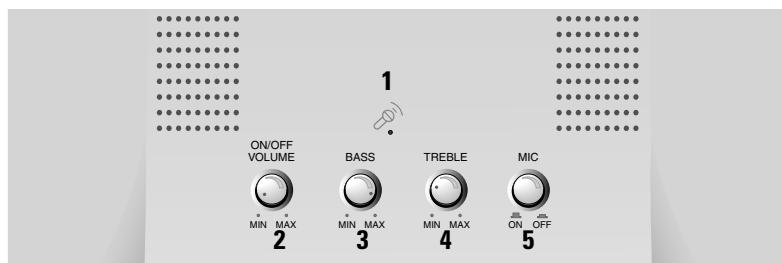 1
ON/OFF
VOLUME BASS TREBLE MIC
MIN MAX MIN MAX MIN MAX ON OFF
2 3 4 5